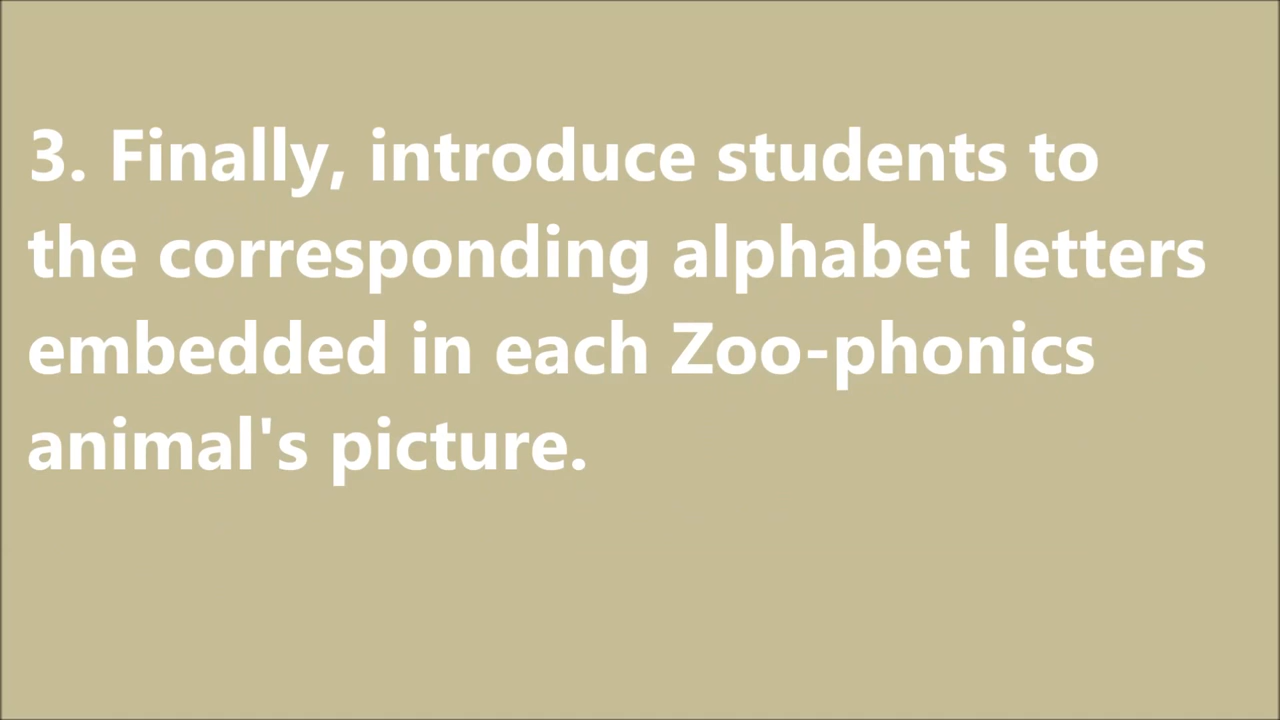 3. Finally, introduce students to
the corresponding alphabet letters
embedded in each Zoo-phonics
animal's picture.